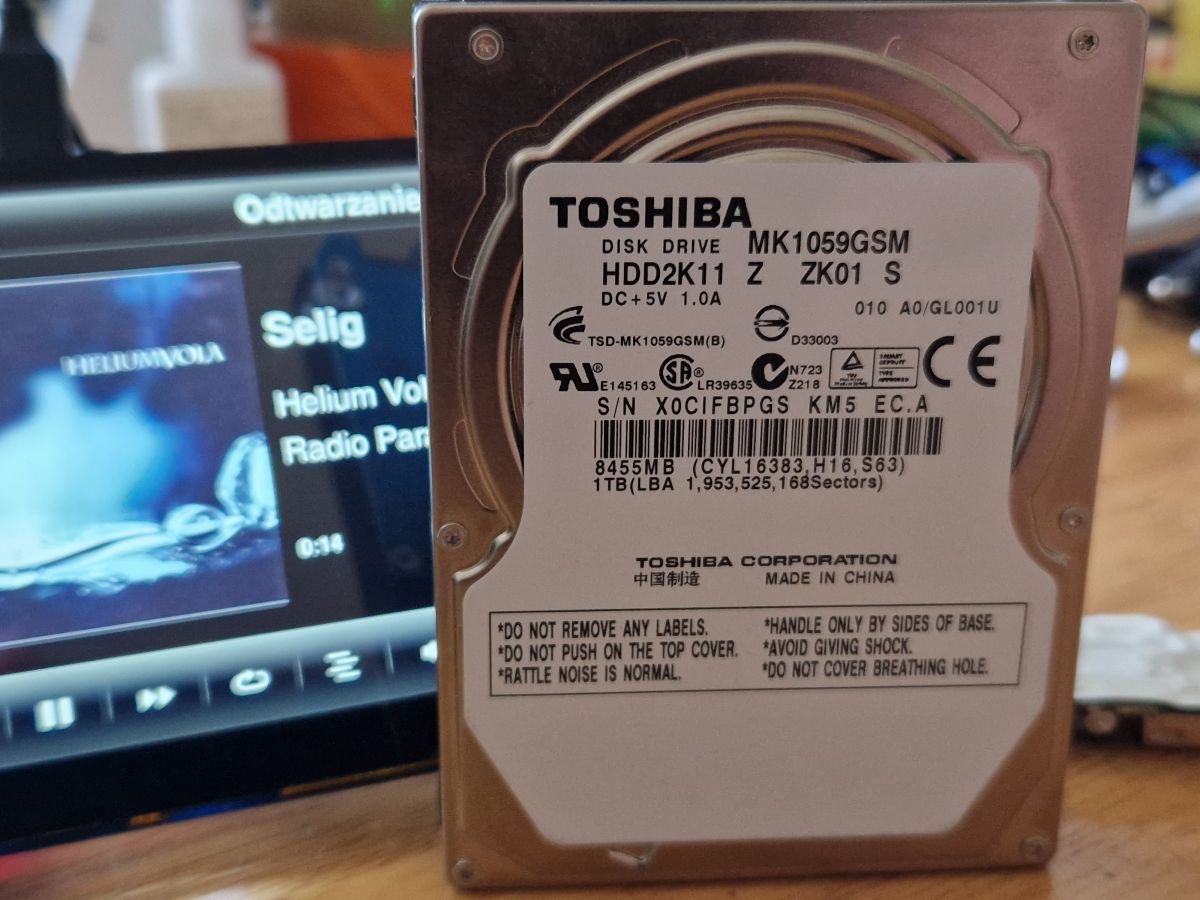 Odtwarzanie
HELIUM VOLA
Selig
Helium Vol
Radio Par
0:14
TOSHIBA
DISK DRIVE MK1059GSM
HDD2K11 Z ZK01 S
DC+5V 1.0A
010 A0/GL001U
TSD-MK1059GSM(B)
D33003
E145163
SA
LR39635
N723
Z218
CE
S/N X0CIFBPGS KM5 EC.A
8455MB (CYL16383,H16,S63)
1TB(LBA 1,953,525,168Sectors)
TOSHIBA CORPORATION
中国制造 MADE IN CHINA
*DO NOT REMOVE ANY LABELS.
*DO NOT PUSH ON THE TOP COVER.
*RATTLE NOISE IS NORMAL.
*HANDLE ONLY BY SIDES OF BASE.
*AVOID GIVING SHOCK.
*DO NOT COVER BREATHING HOLE.